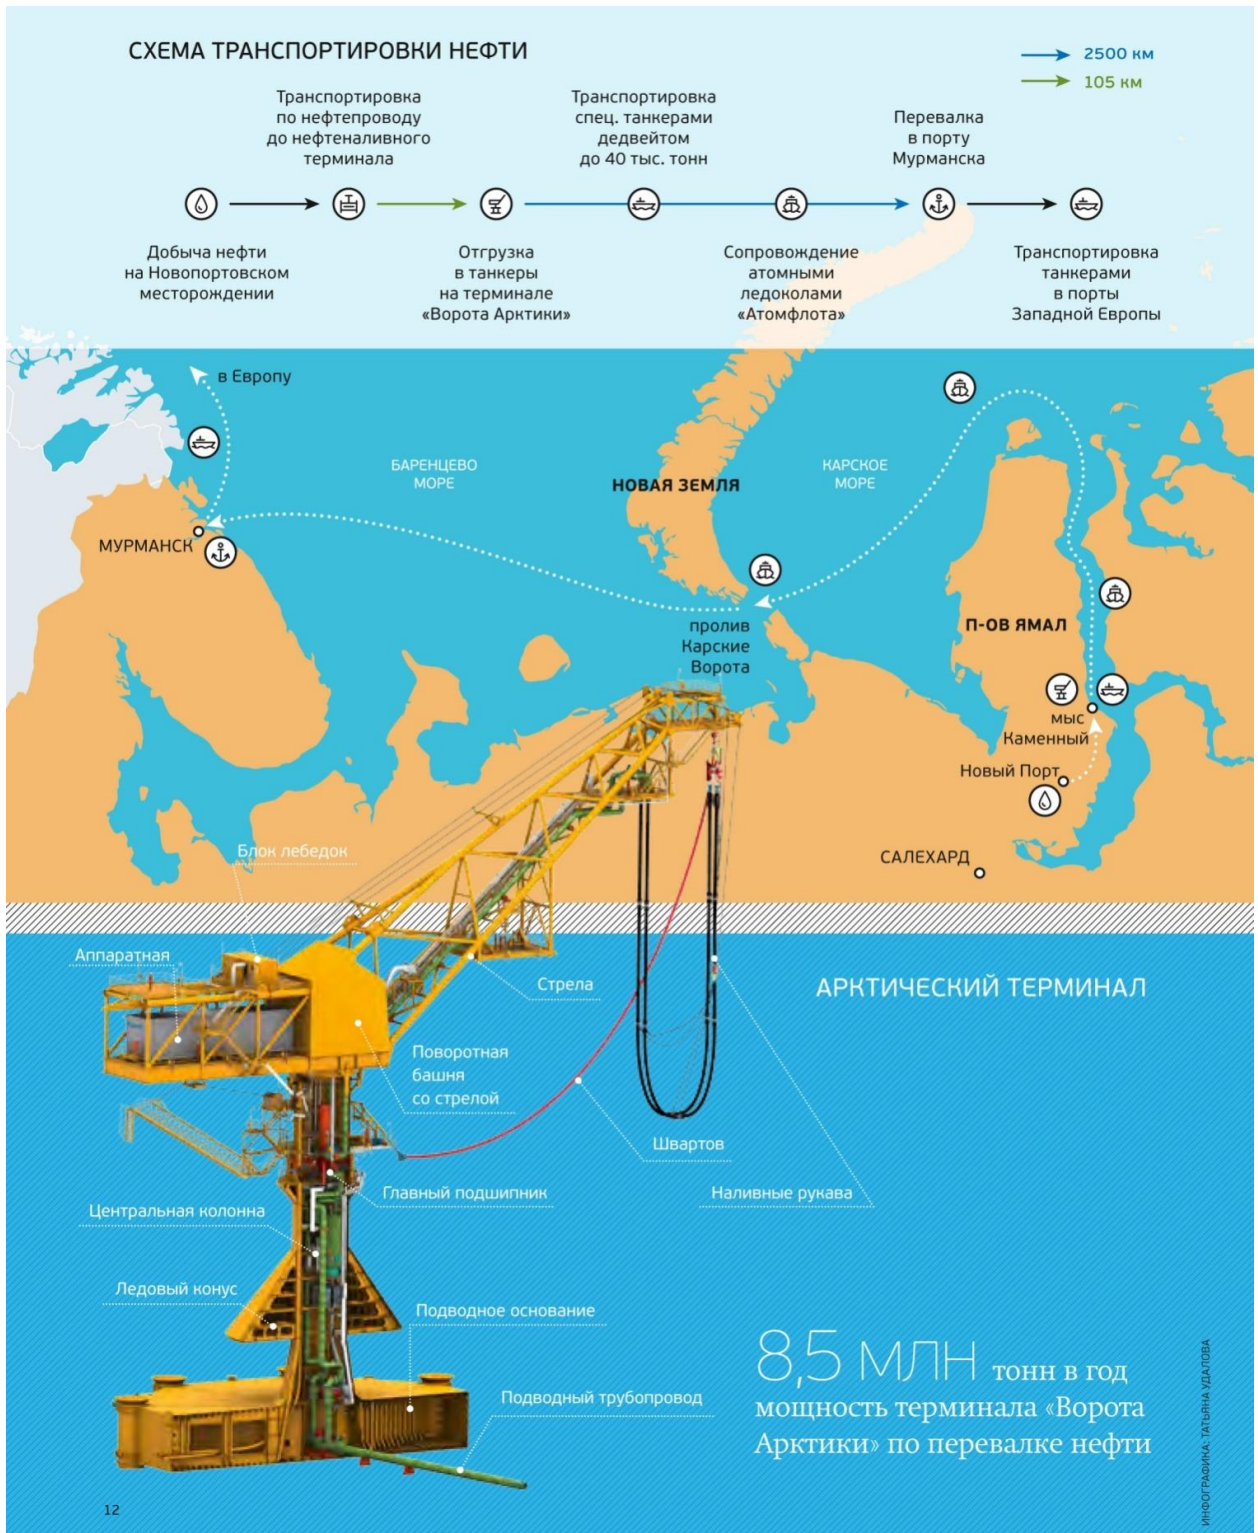 СХЕМА ТРАНСПОРТИРОВКИ НЕФТИ
2500 км
105 км
Транспортировка
по нефтепроводу
до нефтеналивного
терминала
Транспортировка
спец. танкерами
дедвейтом
до 40 тыс. тонн
Перевалка
в порту
Мурманска
Добыча нефти
на Новопортовском
месторождении
Отгрузка
в танкеры
на терминале
«Ворота Арктики»
Сопровождение
атомными
ледоколами
«Атомфлота»
Транспортировка
танкерами
в порты
Западной Европы
в Европу
БАРЕНЦЕВО
МОРЕ
НОВАЯ ЗЕМЛЯ
КАРСКОЕ
МОРЕ
МУРМАНСК
пролив
Карские
Ворота
П-ОВ ЯМАЛ
мыс
Каменный
Новый Порт
САЛЕХАРД
Блок лебедок
Аппаратная
Стрела
АРКТИЧЕСКИЙ ТЕРМИНАЛ
Поворотная
башня
со стрелой
Швартов
Главный подшипник
Наливные рукава
Центральная колонна
Ледовый конус
Подводное основание
Подводный трубопровод
8,5 МЛН тонн в год
мощность терминала «Ворота
Арктики» по перевалке нефти
ИНФОГРАФИКА: ТАТЬЯНА УДАЛОВА
12